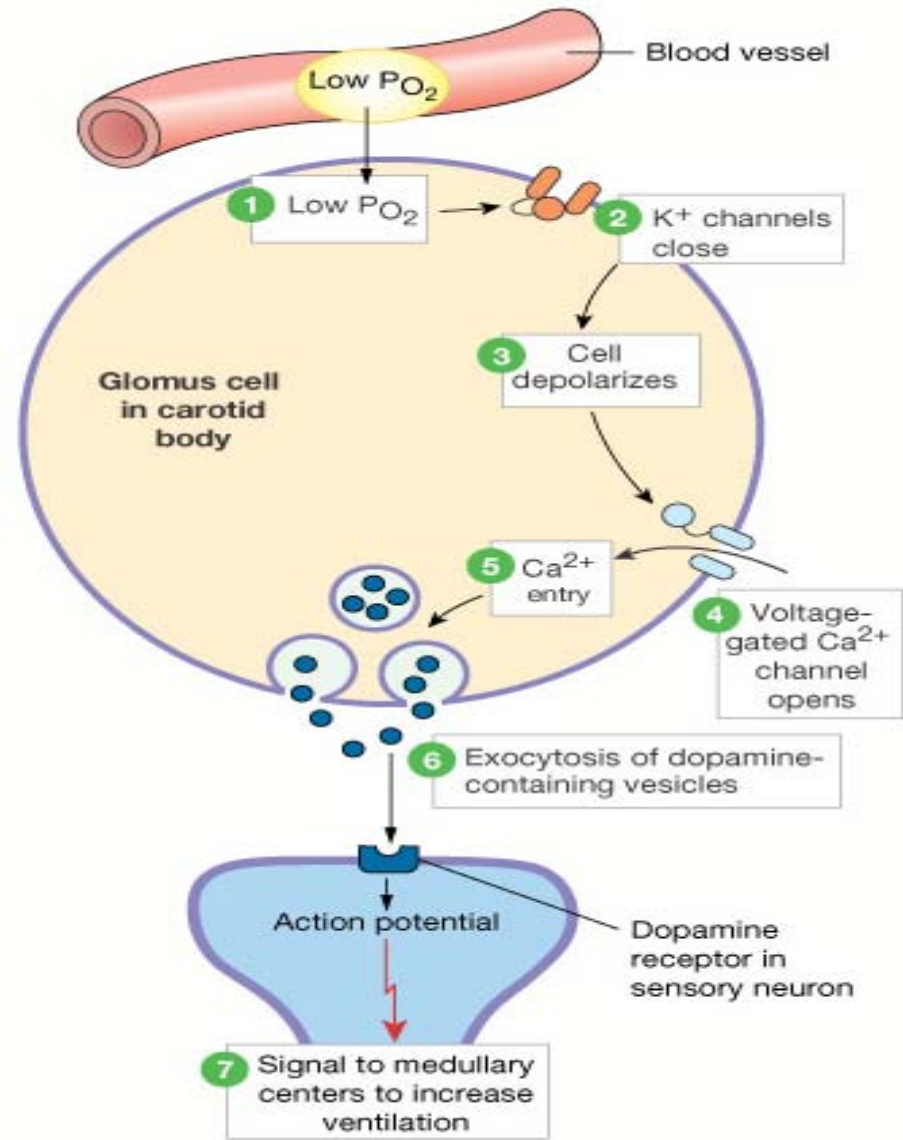 Blood vessel
Low PO2
1 Low PO2
2 K+ channels
close
3 Cell
depolarizes
Glomus cell
in carotid
body
5 Ca2+
entry
4 Voltage-
gated Ca2+
channel
opens
6 Exocytosis of dopamine-
containing vesicles
Action potential
Dopamine
receptor in
sensory neuron
7 Signal to medullary
centers to increase
ventilation